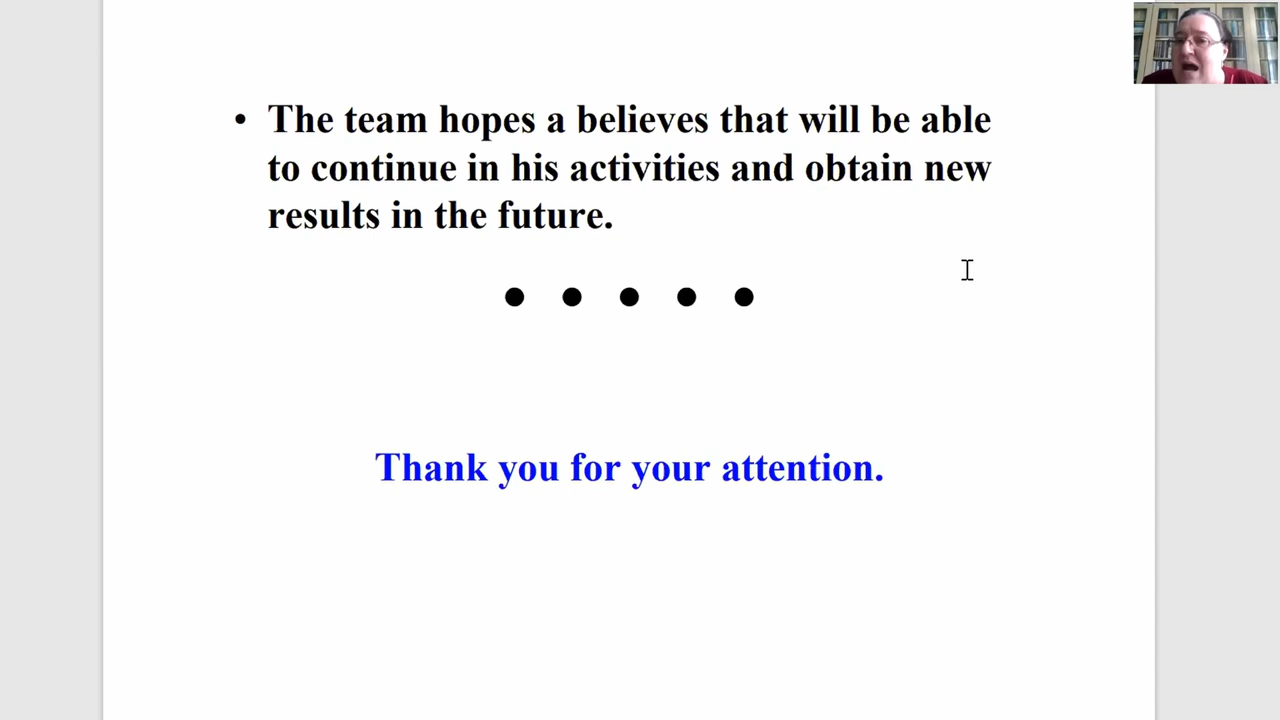 • The team hopes a believes that will be able
to continue in his activities and obtain new
results in the future.
• • • • •
Thank you for your attention.